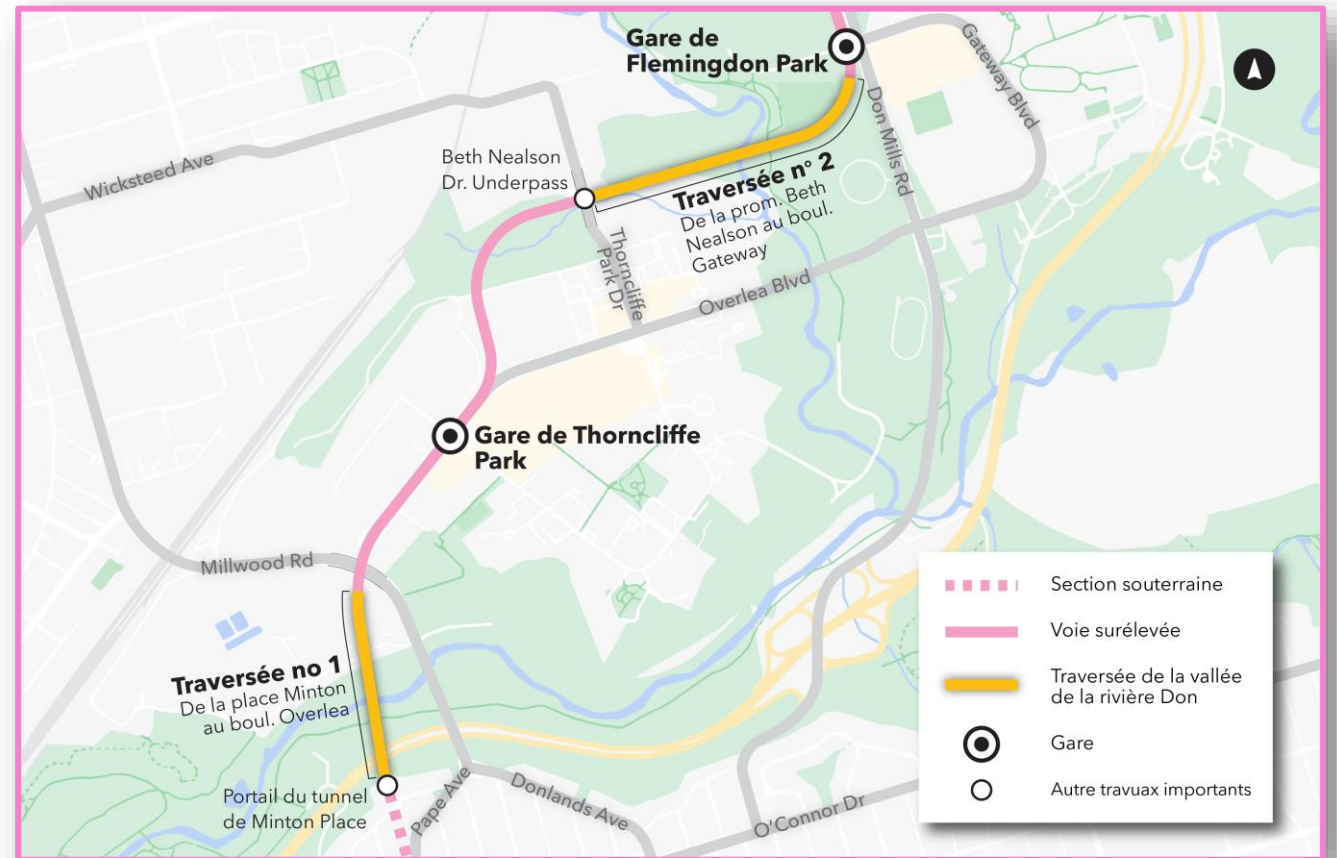 Gare de
Flemingdon Park
Gateway Blvd
Don Mills Rd
Wicksteed Ave
Beth Nealson
Dr. Underpass
Traversée n° 2
De la prom. Beth
Nealson au boul.
Gateway
Thorncliffe
Park Dr
Overlea Blvd
Gare de Thorncliffe
Park
Millwood Rd
Traversée no 1
De la place Minton
au boul. Overlea
Portail du tunnel
de Minton Place
Pape Ave
Donlands Ave
O'Connor Dr
Section souterraine
Voie surélevée
Traversée de la vallée
de la rivière Don
Gare
Autre travuax importants